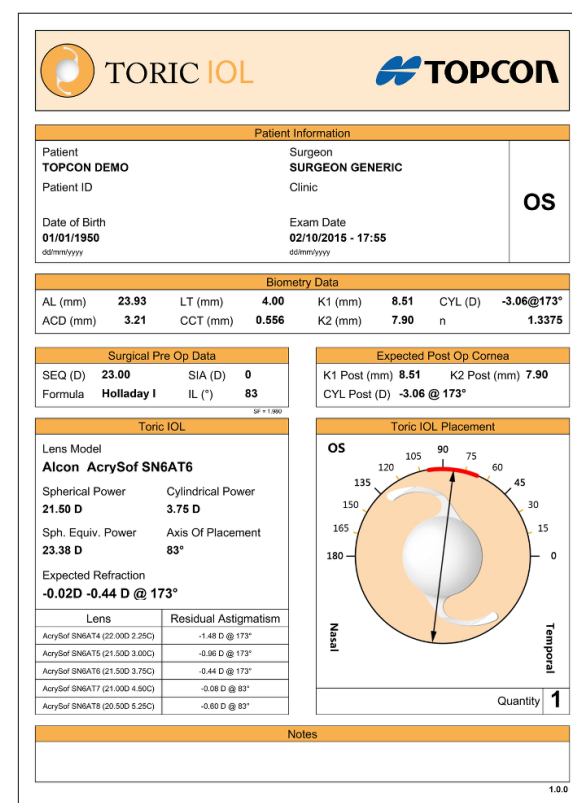 TORIC IOL
TOPCON
Patient Information
Patient
TOPCON DEMO
Surgeon
SURGEON GENERIC
Patient ID
Clinic
OS
Date of Birth
01/01/1950
dd/mm/yyyy
Exam Date
02/10/2015 - 17:55
dd/mm/yyyy
Biometry Data
AL (mm) 23.93 LT (mm) 4.00 K1 (mm) 8.51 CYL (D) -3.06@173°
ACD (mm) 3.21 CCT (mm) 0.556 K2 (mm) 7.90 n 1.3375
Surgical Pre Op Data
SEQ (D) 23.00 SIA (D) 0
Formula Holladay I IL (°) 83
SF = 1.980
Expected Post Op Cornea
K1 Post (mm) 8.51 K2 Post (mm) 7.90
CYL Post (D) -3.06 @ 173°
Toric IOL
Lens Model
Alcon AcrySof SN6AT6
Spherical Power Cylindrical Power
21.50 D 3.75 D
Sph. Equiv. Power Axis Of Placement
23.38 D 83°
Expected Refraction
-0.02D -0.44 D @ 173°
Lens Residual Astigmatism
AcrySof SN6AT4 (22.00D 2.25C) -1.48 D @ 173°
AcrySof SN6AT5 (21.50D 3.00C) -0.96 D @ 173°
AcrySof SN6AT6 (21.50D 3.75C) -0.44 D @ 173°
AcrySof SN6AT7 (21.00D 4.50C) -0.08 D @ 83°
AcrySof SN6AT8 (20.50D 5.25C) -0.60 D @ 83°
Toric IOL Placement
OS
180
165
150
135
120
105
90
75
45
30
15
0
Nasal
Temporal
Quantity 1
Notes
1.0.0